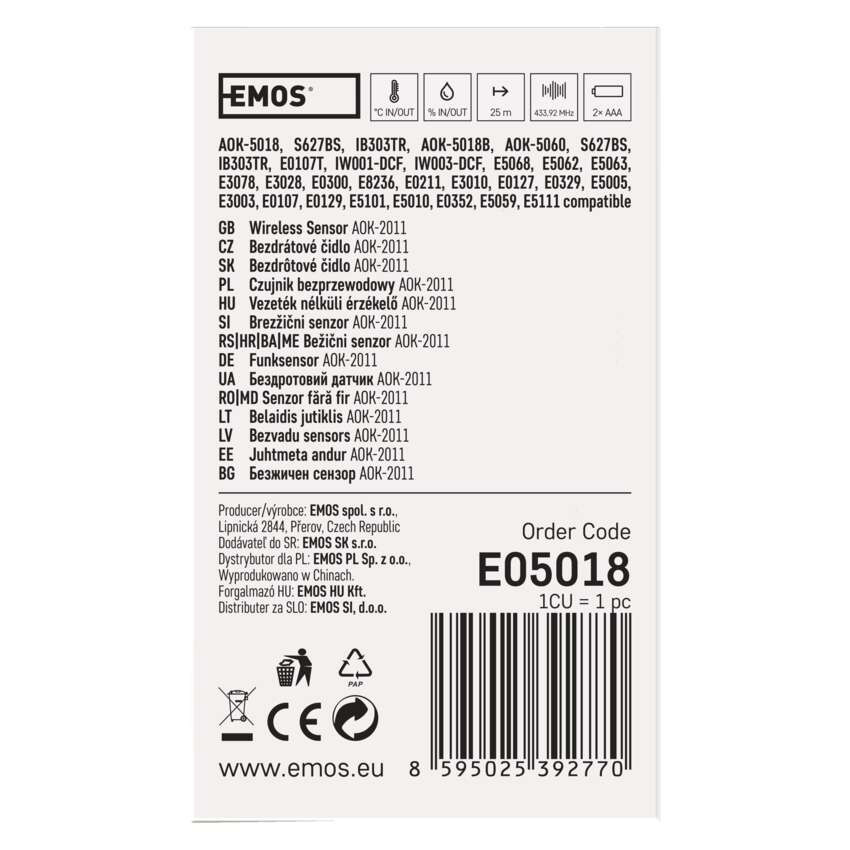 EMOS®
°C IN/OUT % IN/OUT 25 m 433,92 MHz 2× AAA
AOK-5018, S627BS, IB303TR, AOK-5018B, AOK-5060, S627BS,
IB303TR, E0107T, IW001-DCF, IW003-DCF, E5068, E5062, E5063,
E3078, E3028, E0300, E8236, E0211, E3010, E0127, E0329, E5005,
E3003, E0107, E0129, E5101, E5010, E0352, E5059, E5111 compatible
GB Wireless Sensor AOK-2011
CZ Bezdrátové čidlo AOK-2011
SK Bezdrôtové čidlo AOK-2011
PL Czujnik bezprzewodowy AOK-2011
HU Vezeték nélküli érzékelő AOK-2011
SI Brezžični senzor AOK-2011
RS|HR|BA|ME Bežični senzor AOK-2011
DE Funksensor AOK-2011
UA Бездротовий датчик AOK-2011
RO|MD Senzor fără fir AOK-2011
LT Belaidis jutiklis AOK-2011
LV Bezvadu sensors AOK-2011
EE Juhtmeta andur AOK-2011
BG Безжичен сензор AOK-2011
Producer/výrobce: EMOS spol. s r.o.,
Lipnická 2844, Přerov, Czech Republic
Dodávateľ do SR: EMOS SK s.r.o.
Dystrybutor dla PL: EMOS PL Sp. z o.o.,
Wyprodukowano w Chinach.
Forgalmazó HU: EMOS HU Kft.
Distributer za SLO: EMOS SI, d.o.o.
Order Code
E05018
1CU = 1 pc
PAP
CE
www.emos.eu
8 595025 392770